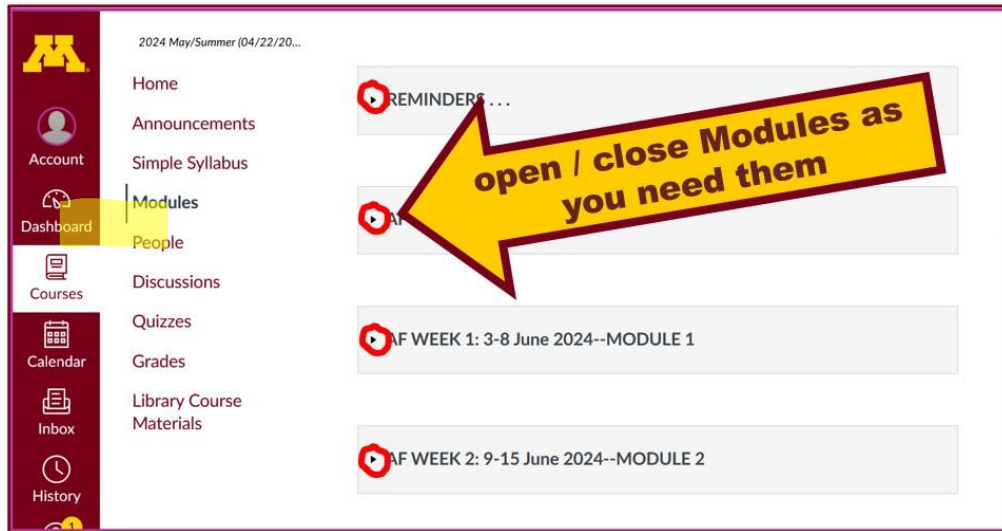 M
2024 May/Summer (04/22/20...
Account
Dashboard
Courses
Calendar
Inbox
1
History
Home
Announcements
Simple Syllabus
Modules
People
Discussions
Quizzes
Grades
Library Course
Materials
REMINDERS . . .
open / close Modules as
you need them
AF WEEK 1: 3-8 June 2024--MODULE 1
AF WEEK 2: 9-15 June 2024--MODULE 2